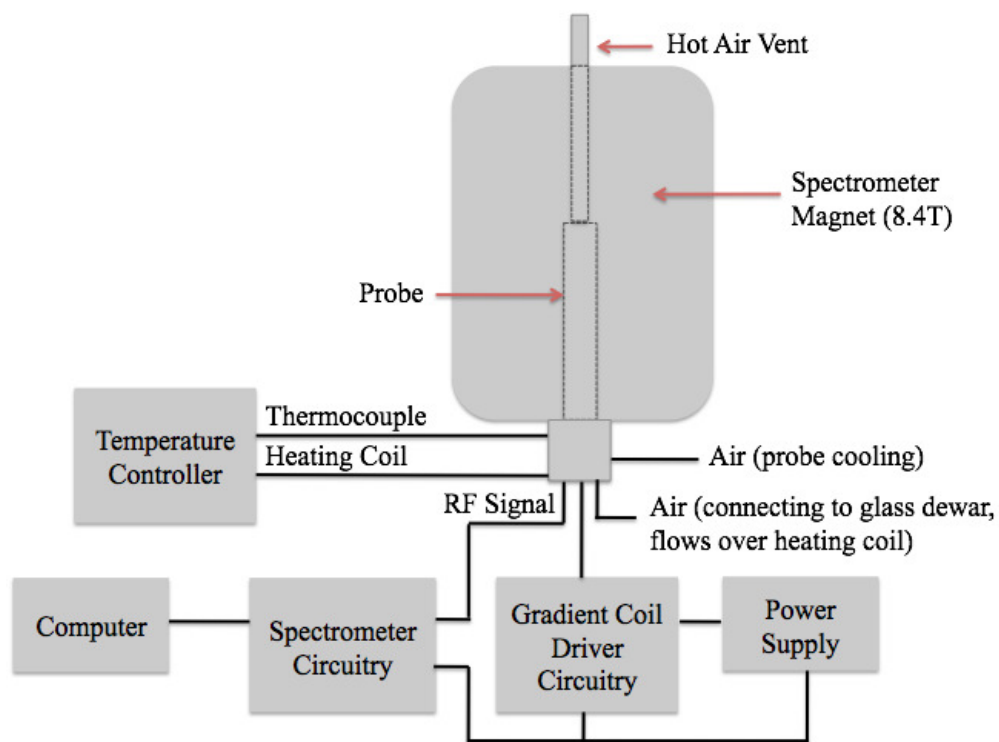 Hot Air Vent
Spectrometer
Magnet (8.4T)
Probe
Thermocouple
Temperature
Controller
Heating Coil
Air (probe cooling)
RF Signal
Air (connecting to glass dewar,
flows over heating coil)
Computer
Spectrometer
Circuitry
Gradient Coil
Driver
Circuitry
Power
Supply